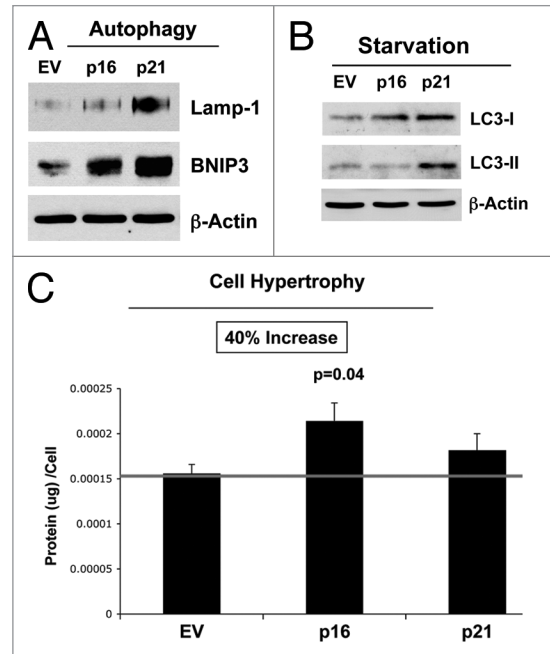 A
Autophagy
EV p16 p21
Lamp-1
BNIP3
β-Actin
B
Starvation
EV p16 p21
LC3-I
LC3-II
β-Actin
C
Cell Hypertrophy
40% Increase
p=0.04
Protein (ug) /Cell
0.00025
0.0002
0.00015
0.0001
0.00005
0
EV p16 p21